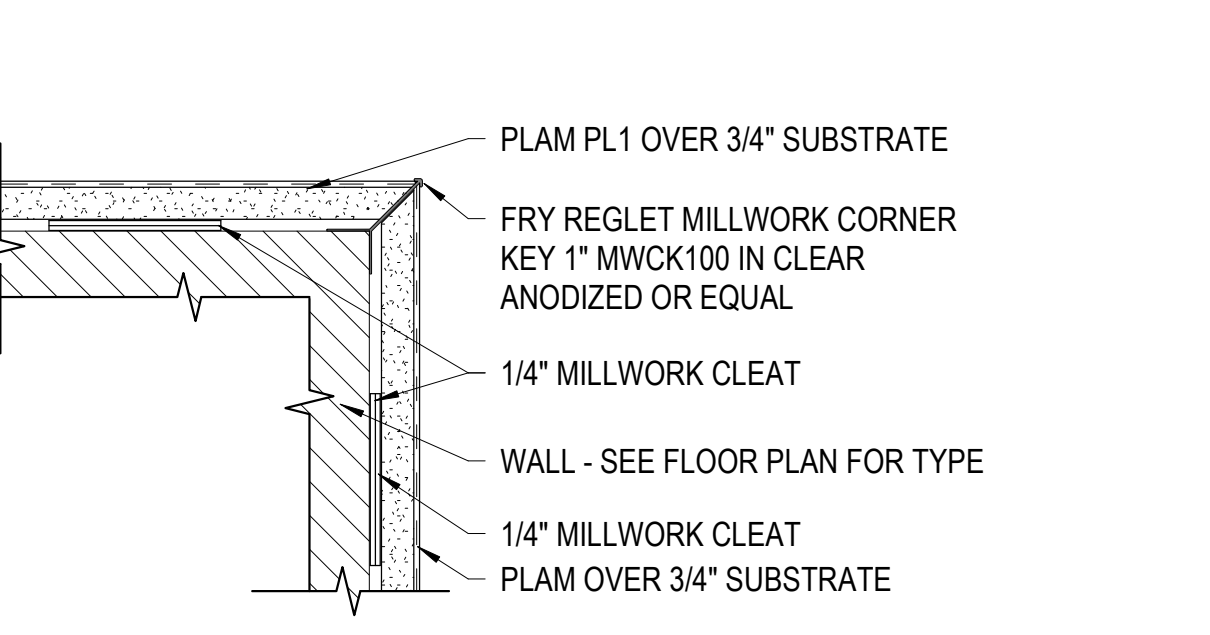 PLAM PL1 OVER 3/4" SUBSTRATE
FRY REGLET MILLWORK CORNER
KEY 1" MWCK100 IN CLEAR
ANODIZED OR EQUAL
1/4" MILLWORK CLEAT
WALL - SEE FLOOR PLAN FOR TYPE
1/4" MILLWORK CLEAT
PLAM OVER 3/4" SUBSTRATE